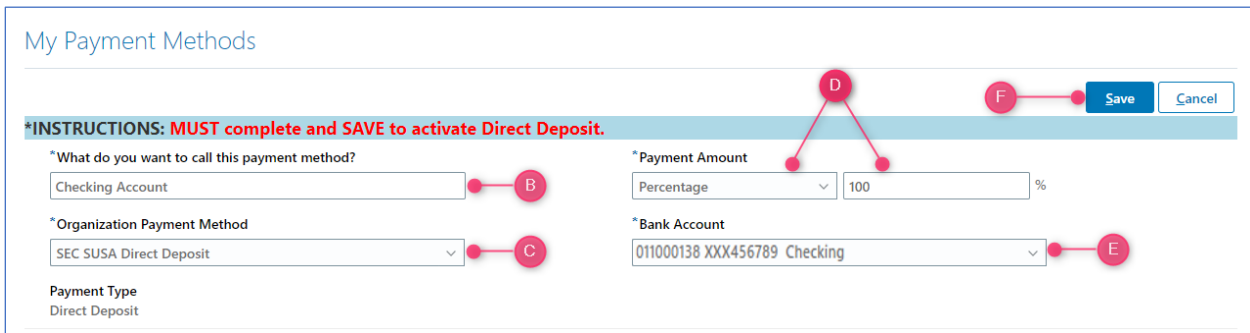 My Payment Methods
D
F
Save
Cancel
*INSTRUCTIONS: MUST complete and SAVE to activate Direct Deposit.
*What do you want to call this payment method?
*Payment Amount
Checking Account
B
Percentage
100
%
*Organization Payment Method
*Bank Account
SEC SUSA Direct Deposit
C
011000138 XXX456789 Checking
E
Payment Type
Direct Deposit